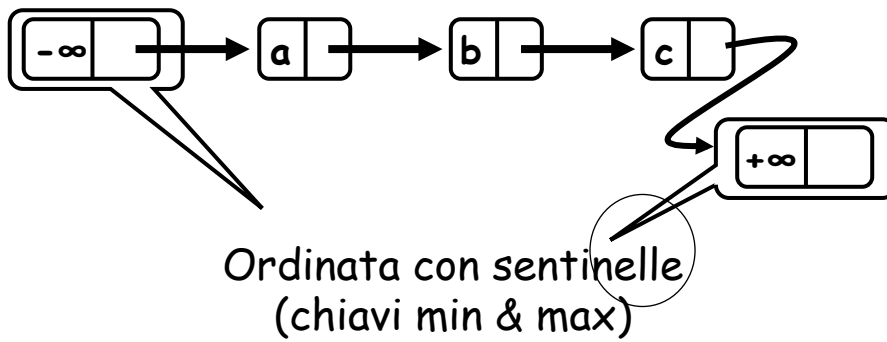 - ∞ a b c
+ ∞
Ordinata con sentinelle
(chiavi min & max)